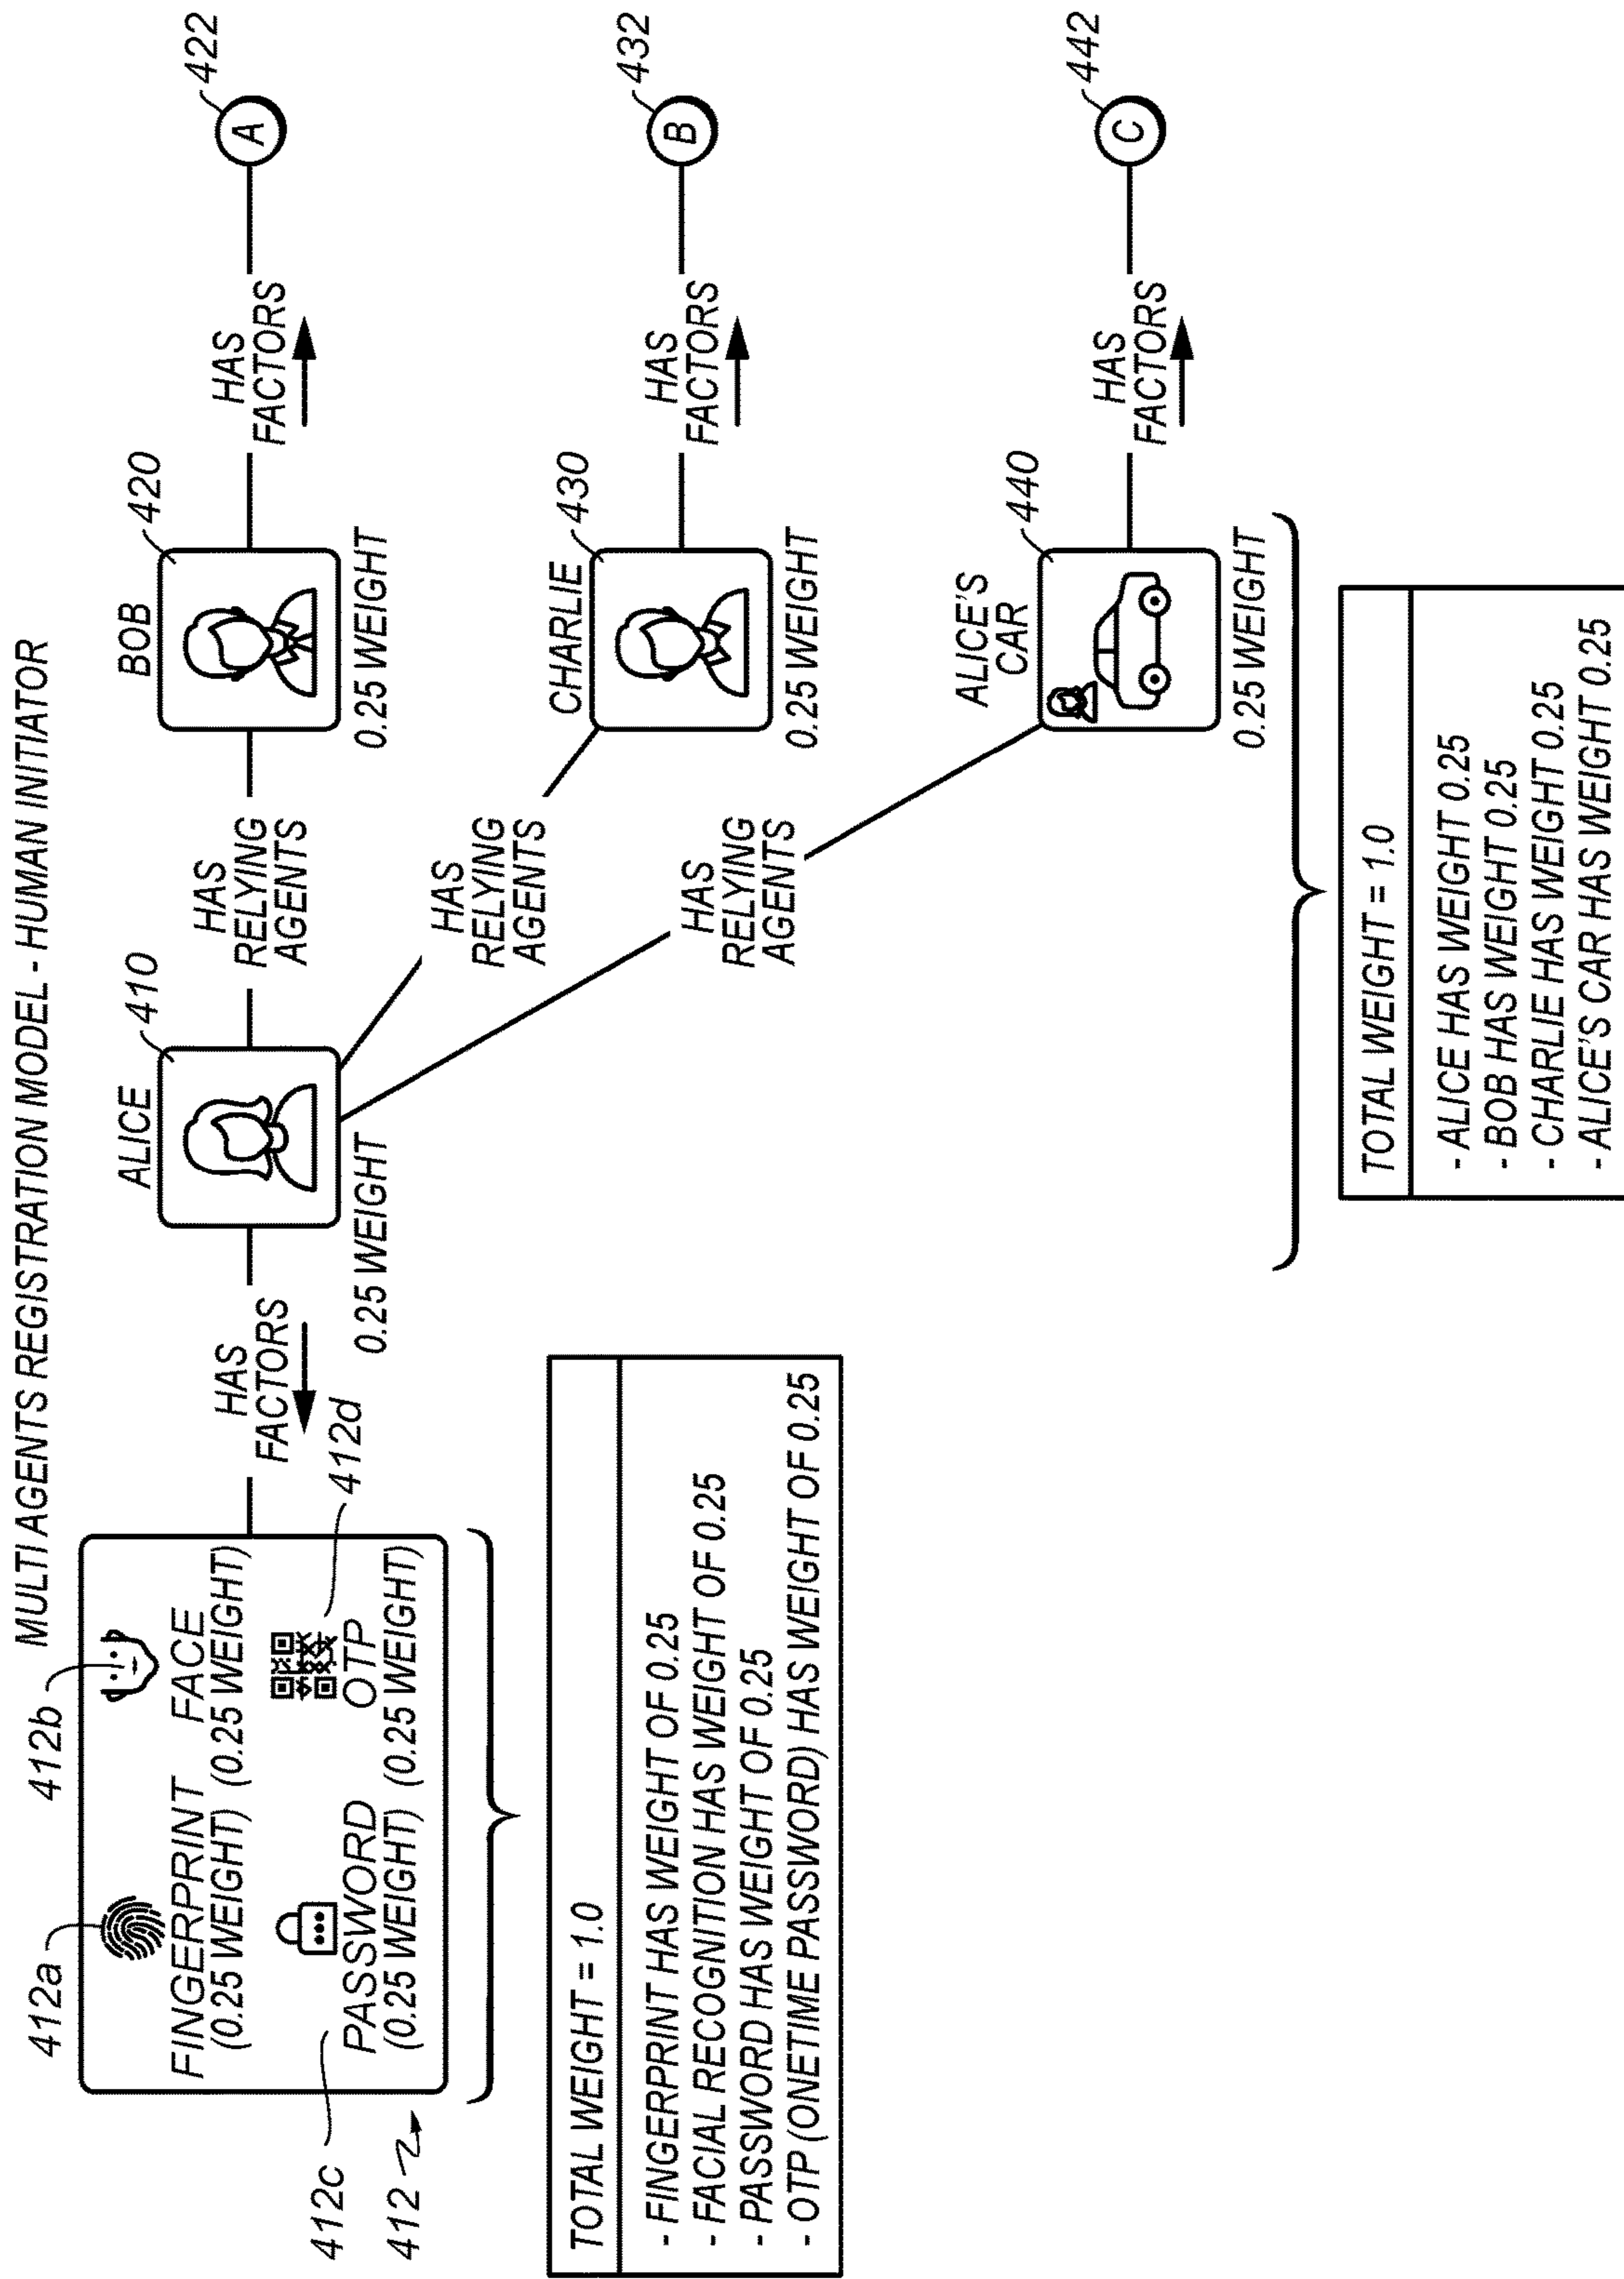 MULTI AGENTS REGISTRATION MODEL - HUMAN INITIATOR
412a
412b
FINGERPRINT
(0.25 WEIGHT)
FACE
(0.25 WEIGHT)
412c
PASSWORD
(0.25 WEIGHT)
OTP
(0.25 WEIGHT)
412d
412
HAS
FACTORS
ALICE
410
0.25 WEIGHT
HAS
RELYING
AGENTS
BOB
420
0.25 WEIGHT
HAS
FACTORS
A
422
HAS
RELYING
AGENTS
CHARLIE
430
0.25 WEIGHT
HAS
FACTORS
B
432
HAS
RELYING
AGENTS
ALICE'S
CAR
440
0.25 WEIGHT
HAS
FACTORS
C
442
TOTAL WEIGHT = 1.0
- FINGERPRINT HAS WEIGHT OF 0.25
- FACIAL RECOGNITION HAS WEIGHT OF 0.25
- PASSWORD HAS WEIGHT OF 0.25
- OTP (ONETIME PASSWORD) HAS WEIGHT OF 0.25
TOTAL WEIGHT = 1.0
- ALICE HAS WEIGHT 0.25
- BOB HAS WEIGHT 0.25
- CHARLIE HAS WEIGHT 0.25
- ALICE'S CAR HAS WEIGHT 0.25